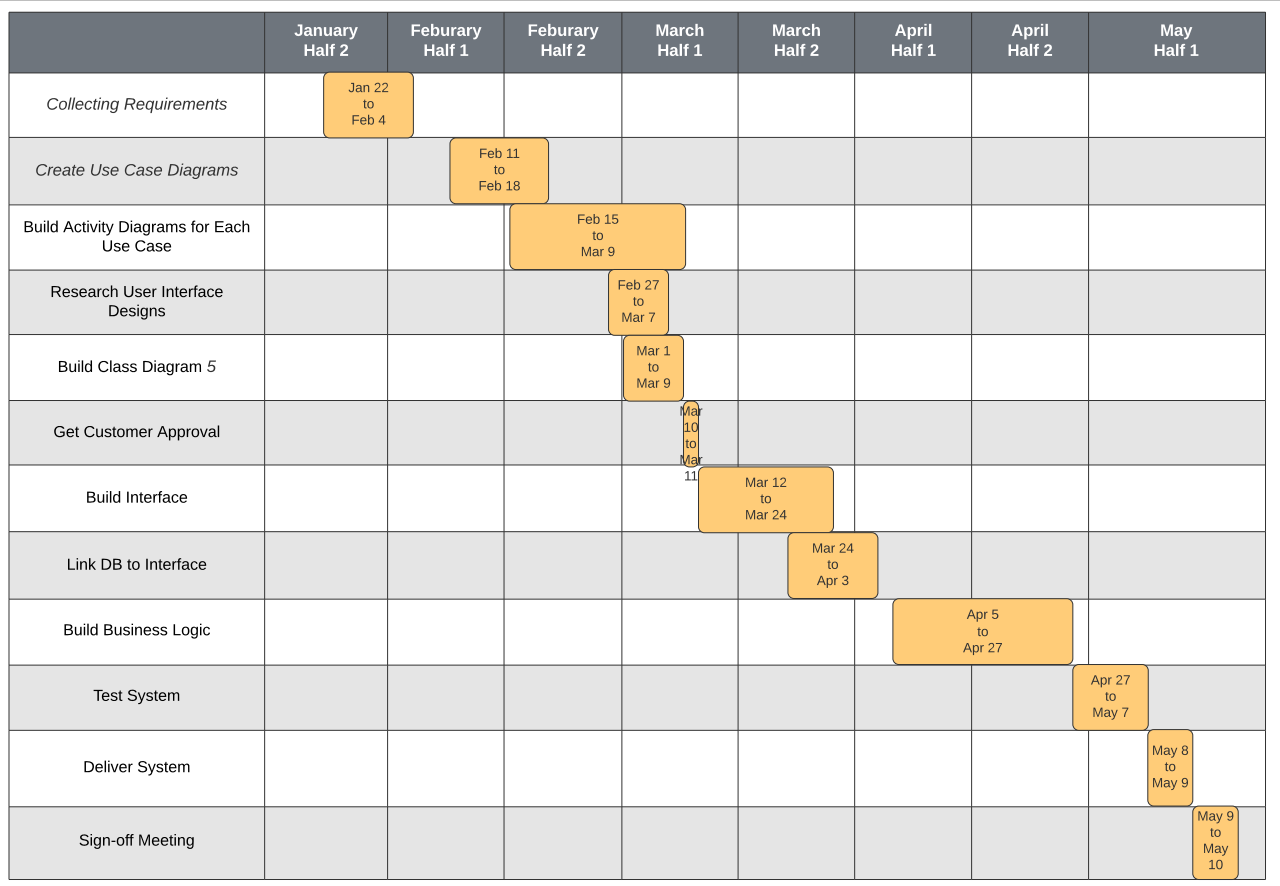 January
Half 2
Feburary
Half 1
Feburary
Half 2
March
Half 1
March
Half 2
April
Half 1
April
Half 2
May
Half 1
Collecting Requirements
Jan 22
to
Feb 4
Create Use Case Diagrams
Feb 11
to
Feb 18
Build Activity Diagrams for Each
Use Case
Feb 15
to
Mar 9
Research User Interface
Designs
Feb 27
to
Mar 7
Build Class Diagram 5
Mar 1
to
Mar 9
Get Customer Approval
Mar
10
to
Mar
11
Build Interface
Mar 12
to
Mar 24
Link DB to Interface
Mar 24
to
Apr 3
Build Business Logic
Apr 5
to
Apr 27
Test System
Apr 27
to
May 7
Deliver System
May 8
to
May 9
Sign-off Meeting
May 9
to
May
10